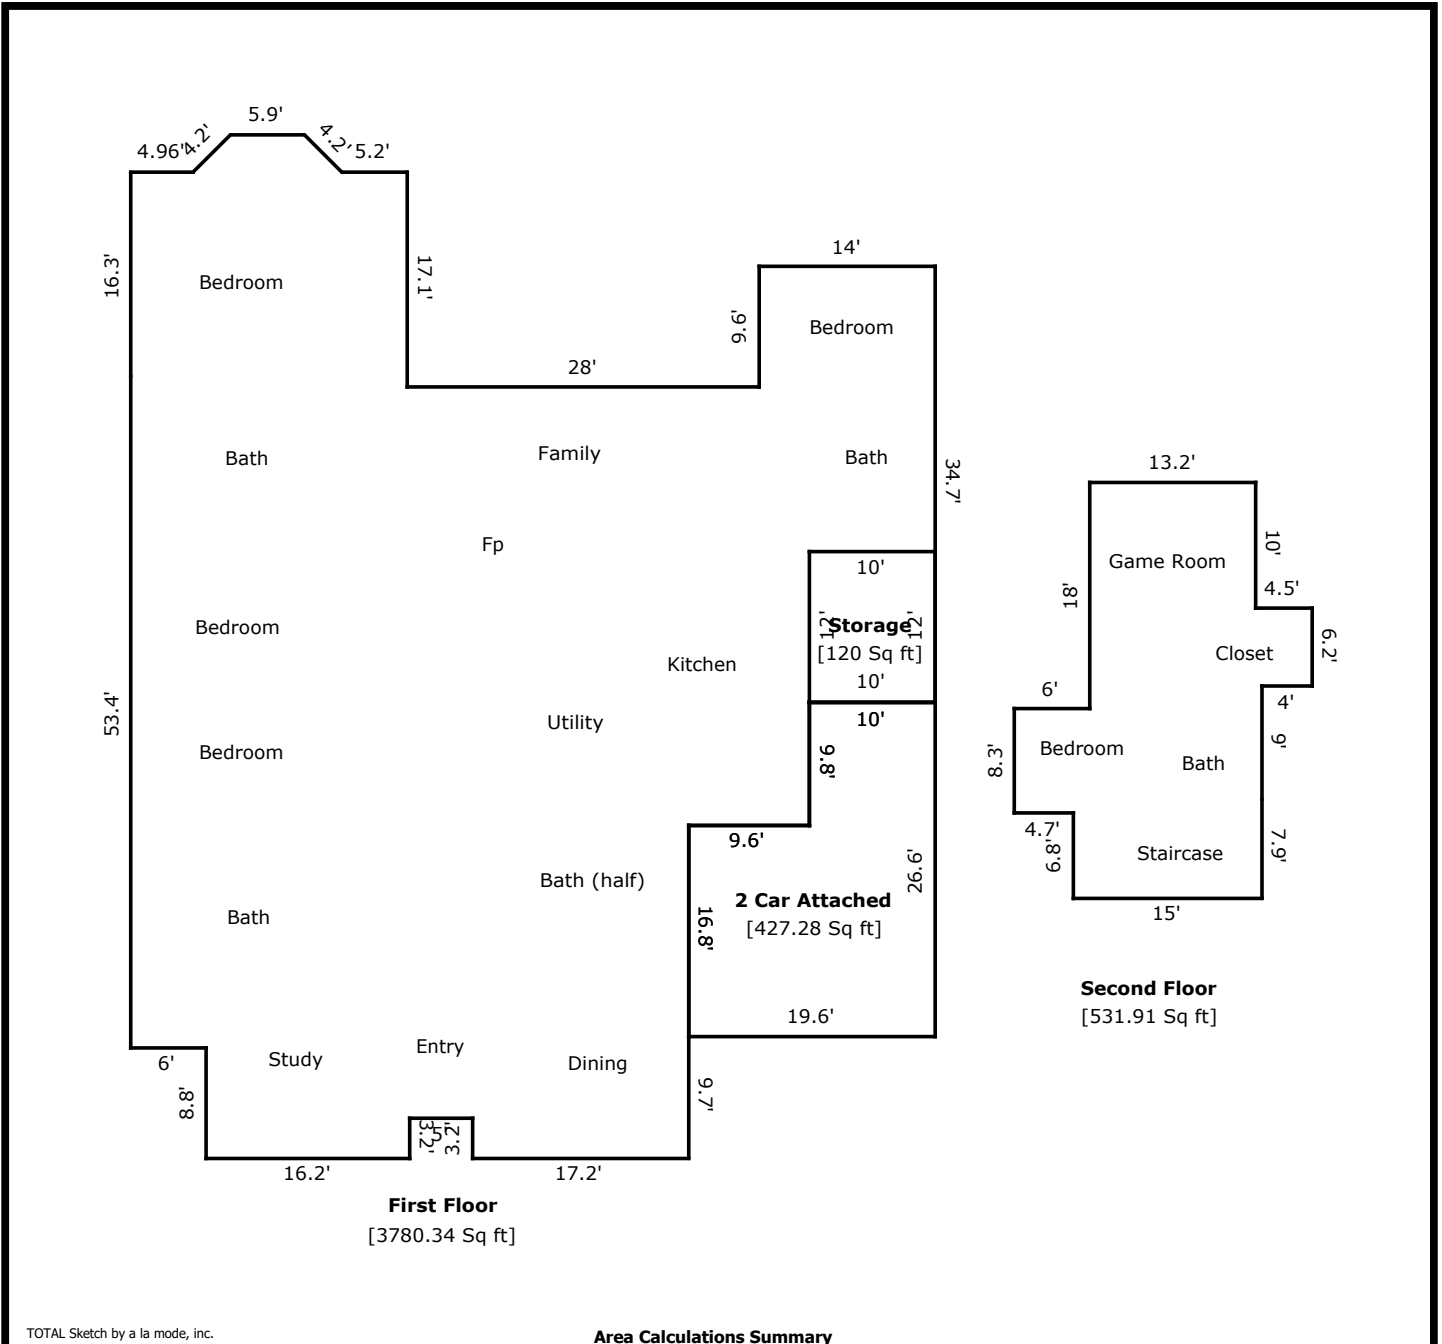 5.9'
4.96'
4.2'
4.2'
5.2'
16.3'
Bedroom
17.1'
14'
9.6'
Bedroom
28'
Bath
Family
Bath
34.7'
13.2'
Fp
10'
Game Room
10'
4.5'
18'
Bedroom
12'
Storage
12'
[120 Sq ft]
6.2'
Closet
Kitchen
10'
6'
4'
53.4'
Utility
10'
9'
Bedroom
9.8'
8.3'
Bedroom
Bath
9.6'
4.7'
6.8'
Staircase
7.9'
Bath (half)
26.6'
2 Car Attached
[427.28 Sq ft]
Bath
16.8'
15'
Second Floor
[531.91 Sq ft]
19.6'
6'
Study
Entry
Dining
8.8'
9.7'
3.2'
5'
3.2'
16.2'
17.2'
First Floor
[3780.34 Sq ft]
TOTAL Sketch by a la mode, inc.
Area Calculations Summary